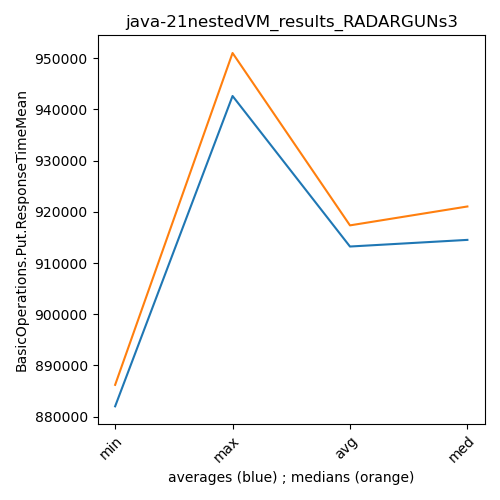 java-21nestedVM_results_RADARGUNs3
BasicOperations.Put.ResponseTimeMean
950000
940000
930000
920000
910000
900000
890000
880000
min
max
avg
med
averages (blue) ; medians (orange)